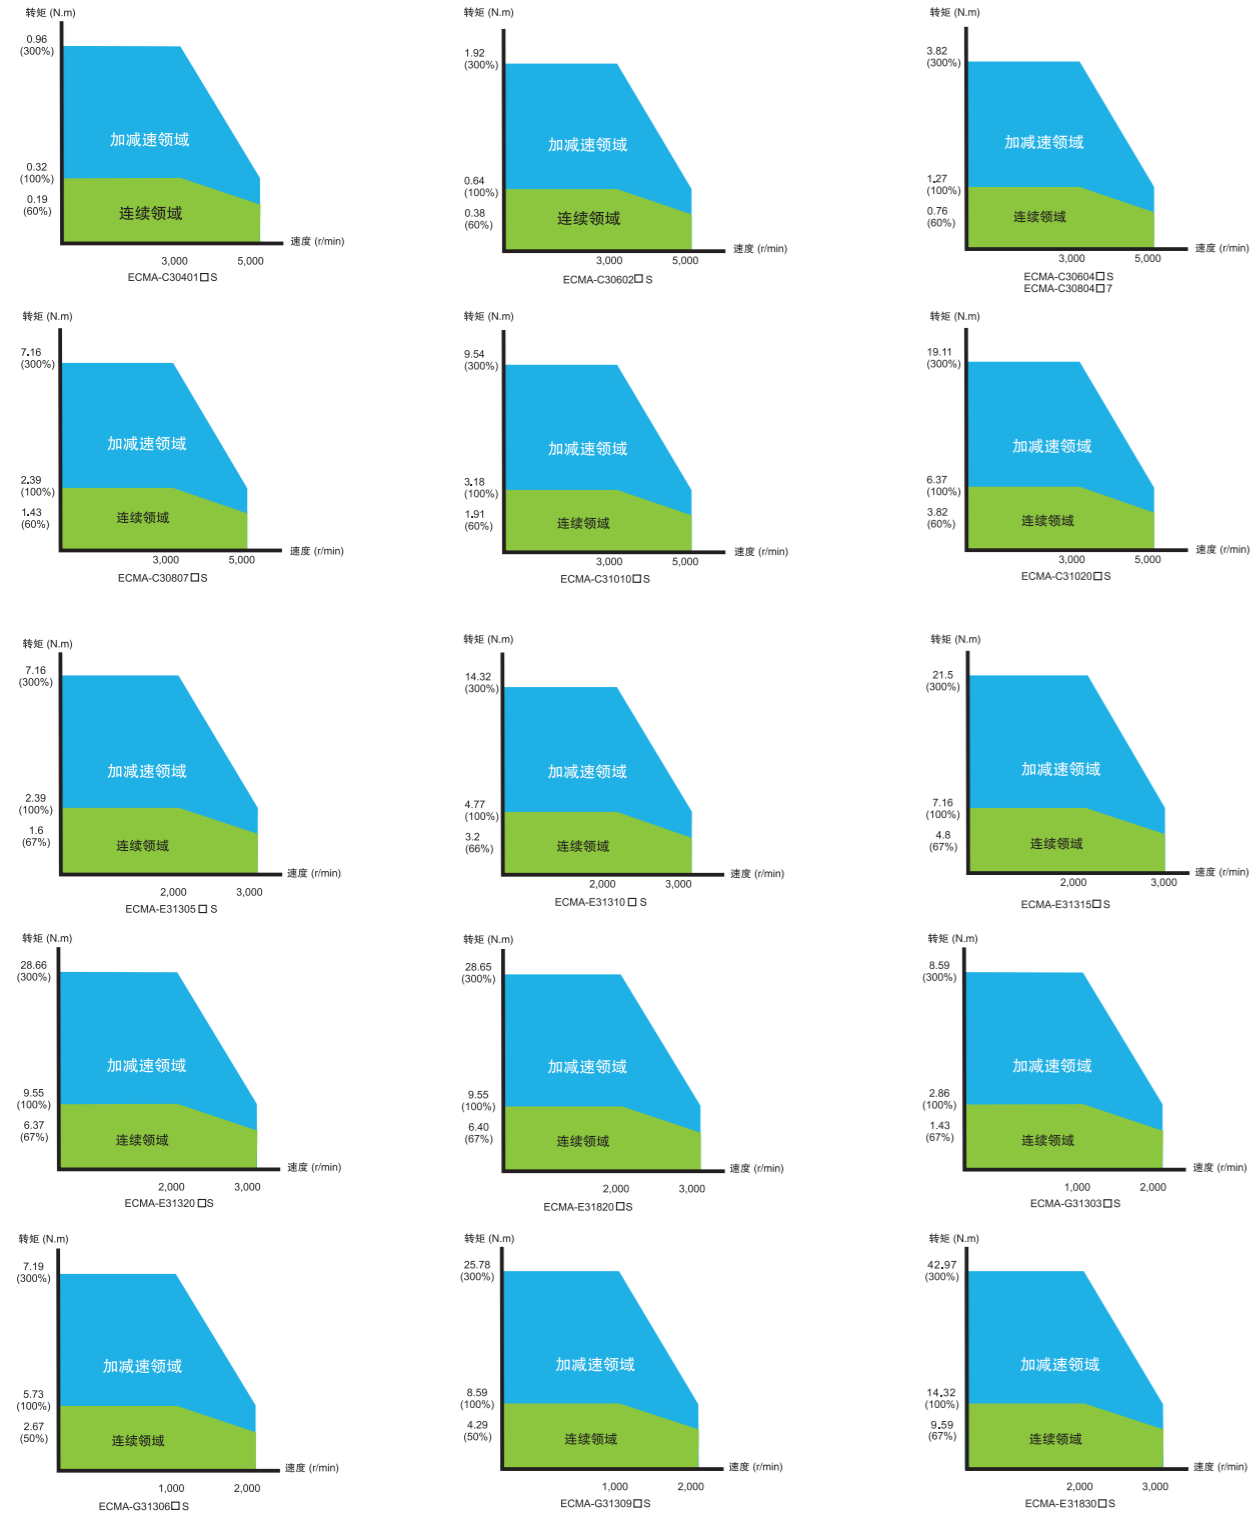 转矩 (N.m)
0.96
(300%)
加减速领域
0.32
(100%)
0.19
(60%)
连续领域
速度 (r/min)
3,000 5,000
ECMA-C30401□S
转矩 (N.m)
1.92
(300%)
加减速领域
0.64
(100%)
0.38
(60%)
连续领域
速度 (r/min)
3,000 5,000
ECMA-C30602□S
转矩 (N.m)
3.82
(300%)
加减速领域
1.27
(100%)
0.76
(60%)
连续领域
速度 (r/min)
3,000 5,000
ECMA-C30604□S
ECMA-C30804□7
转矩 (N.m)
7.16
(300%)
加减速领域
2.39
(100%)
1.43
(60%)
连续领域
速度 (r/min)
3,000 5,000
ECMA-C30807□S
转矩 (N.m)
9.54
(300%)
加减速领域
3.18
(100%)
1.91
(60%)
连续领域
速度 (r/min)
3,000 5,000
ECMA-C31010□S
转矩 (N.m)
19.11
(300%)
加减速领域
6.37
(100%)
3.82
(60%)
连续领域
速度 (r/min)
3,000 5,000
ECMA-C31020□S
转矩 (N.m)
7.16
(300%)
加减速领域
2.39
(100%)
1.6
(67%)
连续领域
速度 (r/min)
2,000 3,000
ECMA-E31305□S
转矩 (N.m)
14.32
(300%)
加减速领域
4.77
(100%)
3.2
(66%)
连续领域
速度 (r/min)
2,000 3,000
ECMA-E31310□S
转矩 (N.m)
21.5
(300%)
加减速领域
7.16
(100%)
4.8
(67%)
连续领域
速度 (r/min)
2,000 3,000
ECMA-E31315□S
转矩 (N.m)
28.66
(300%)
加减速领域
9.55
(100%)
6.37
(67%)
连续领域
速度 (r/min)
2,000 3,000
ECMA-E31320□S
转矩 (N.m)
28.65
(300%)
加减速领域
9.55
(100%)
6.40
(67%)
连续领域
速度 (r/min)
2,000 3,000
ECMA-E31820□S
转矩 (N.m)
8.59
(300%)
加减速领域
2.86
(100%)
1.43
(67%)
连续领域
速度 (r/min)
1,000 2,000
ECMA-G31303□S
转矩 (N.m)
7.19
(300%)
加减速领域
5.73
(100%)
2.67
(50%)
连续领域
速度 (r/min)
1,000 2,000
ECMA-G31306□S
转矩 (N.m)
25.78
(300%)
加减速领域
8.59
(100%)
4.29
(50%)
连续领域
速度 (r/min)
1,000 2,000
ECMA-G31309□S
转矩 (N.m)
42.97
(300%)
加减速领域
14.32
(100%)
9.59
(67%)
连续领域
速度 (r/min)
2,000 3,000
ECMA-E31830□S